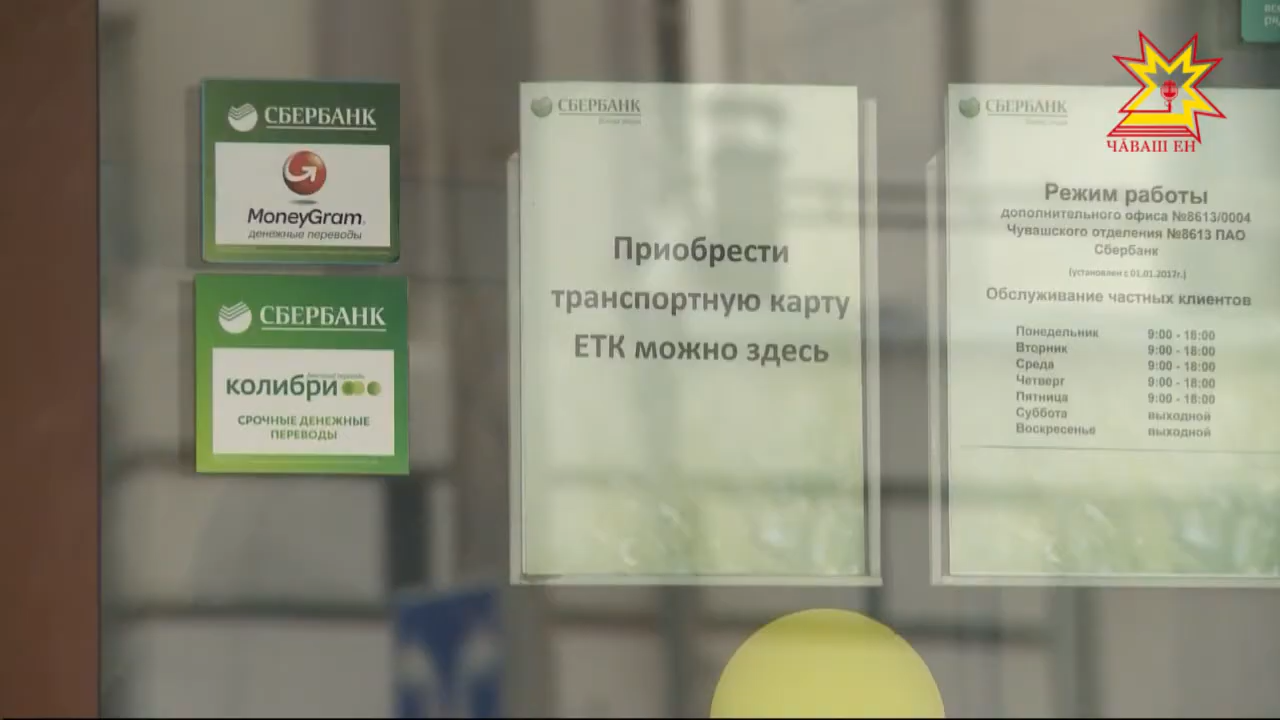 СБЕРБАНК
MoneyGram
денежные переводы
СБЕРБАНК
колибри
СРОЧНЫЕ ДЕНЕЖНЫЕ
ПЕРЕВОДЫ
СБЕРБАНК
Приобрести
транспортную карту
ЕТК можно здесь
СБЕРБАНК
Режим работы
дополнительного офиса №8613/0004
Чувашского отделения №8613 ПАО
Сбербанк
(установлен с 01.01.2017г.)
Обслуживание частных клиентов
Понедельник 9:00 - 18:00
Вторник 9:00 - 18:00
Среда 9:00 - 18:00
Четверг 9:00 - 18:00
Пятница 9:00 - 18:00
Суббота выходной
Воскресенье выходной
ЧӐВАШ ЕН